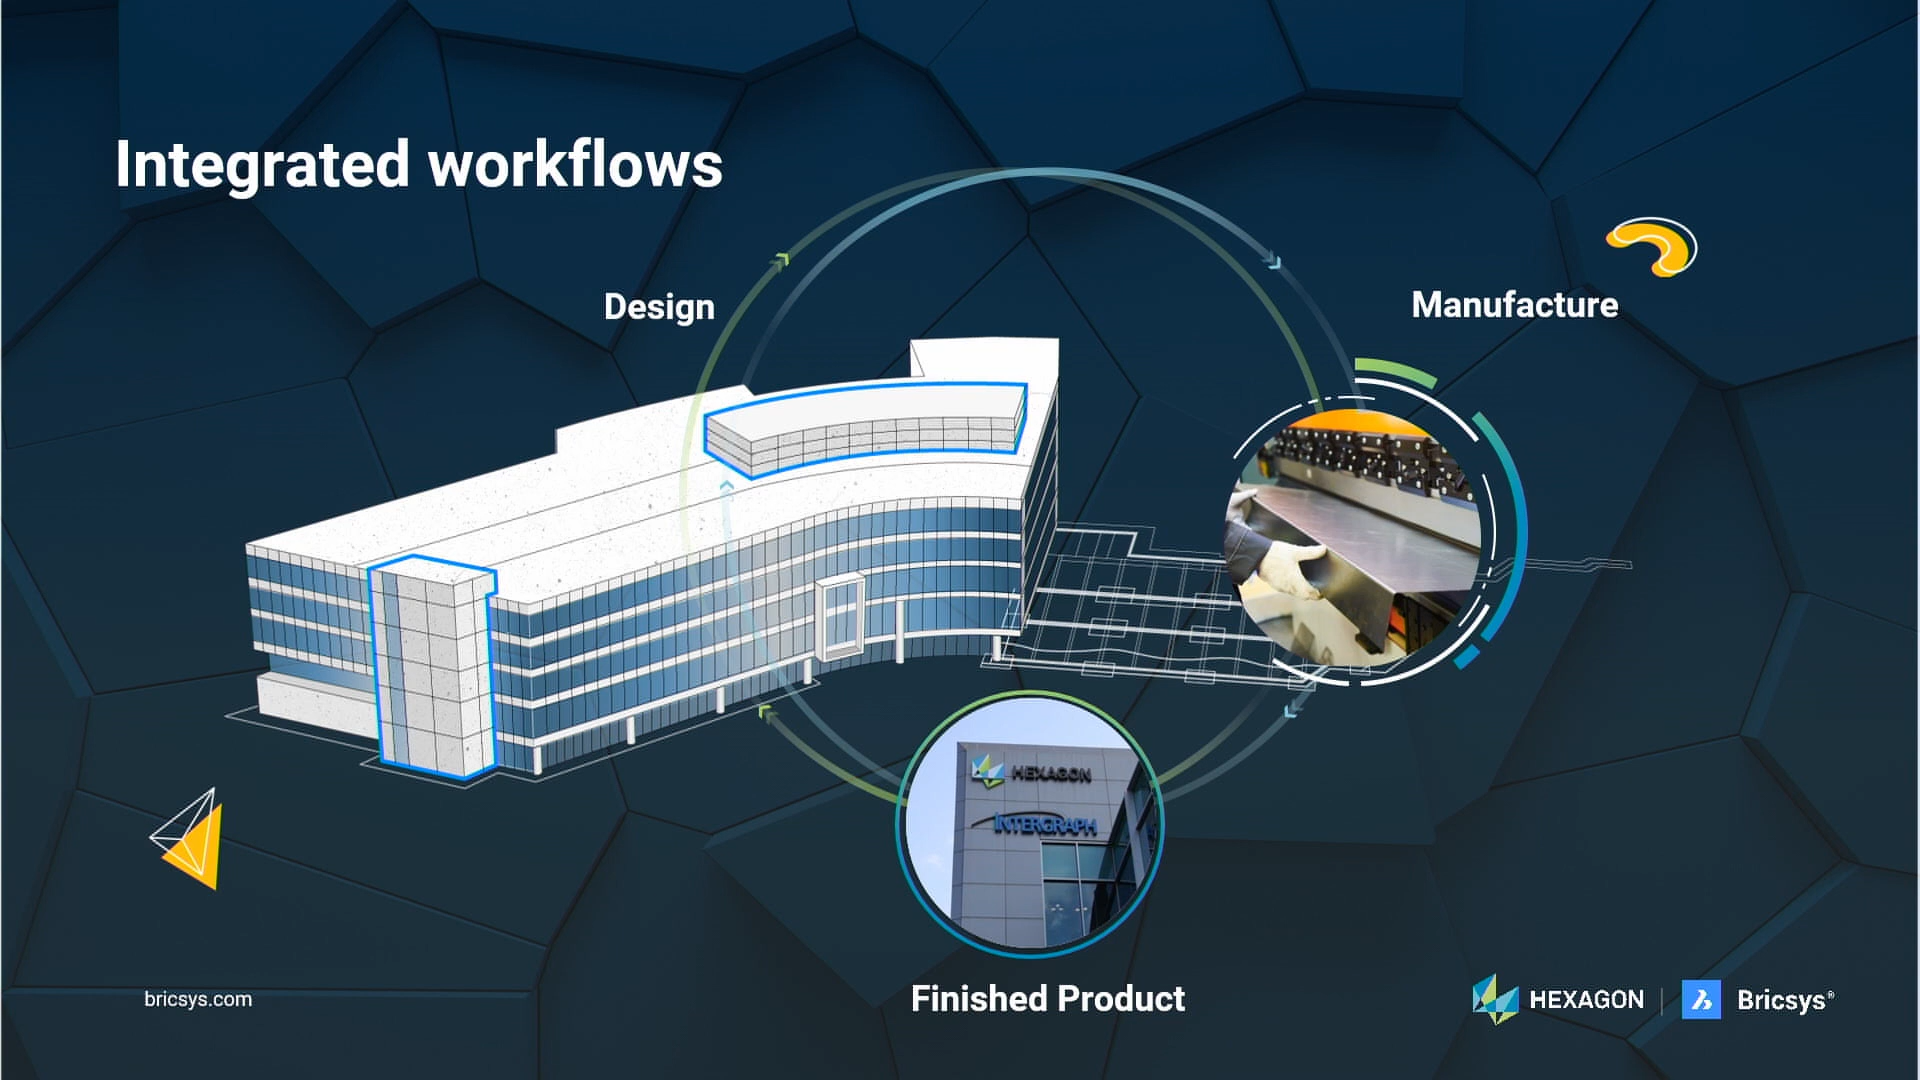 Integrated workflows
Design
Manufacture
HEXAGON
INTERGRAPH
Finished Product
bricsys.com
HEXAGON | Bricsys®